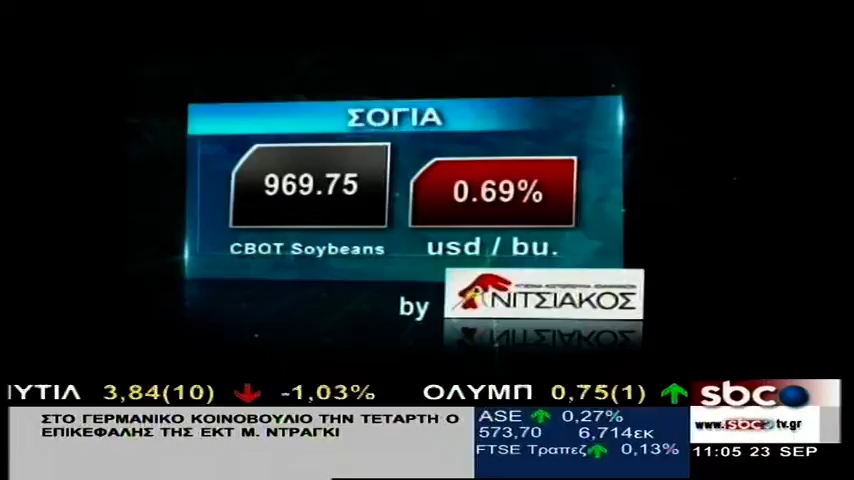 ΣΟΓΙΑ
969.75
0.69%
CBOT Soybeans
usd / bu.
by
ΝΙΤΣΙΑΚΟΣ
ΙΥΤΙΛ 3,84(10) -1,03% ΟΛΥΜΠ 0,75(1)
sbc
ΣΤΟ ΓΕΡΜΑΝΙΚΟ ΚΟΙΝΟΒΟΥΛΙΟ ΤΗΝ ΤΕΤΑΡΤΗ Ο
ΕΠΙΚΕΦΑΛΗΣ ΤΗΣ ΕΚΤ Μ. ΝΤΡΑΓΚΙ
ASE 0,27%
573,70 6,714εκ
FTSE Τραπεζ 0,13%
www.sbctv.gr
11:05 23 SEP